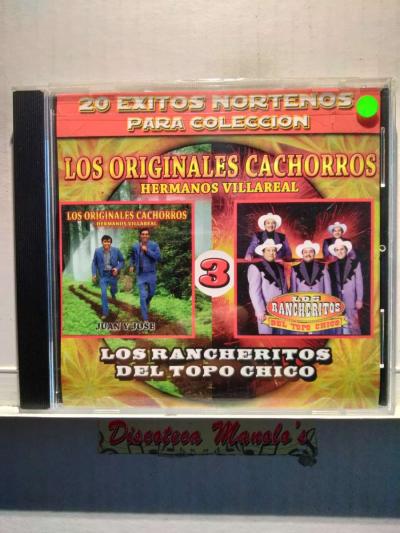 20 EXITOS NORTEÑOS
PARA COLECCION
LOS ORIGINALES CACHORROS
HERMANOS VILLAREAL
LOS ORIGINALES CACHORROS
HERMANOS VILLAREAL
JUAN Y JOSE
3
LOS
RANCHERITOS
DEL TOPO CHICO
LOS RANCHERITOS
DEL TOPO CHICO
Discoteca Manolo's